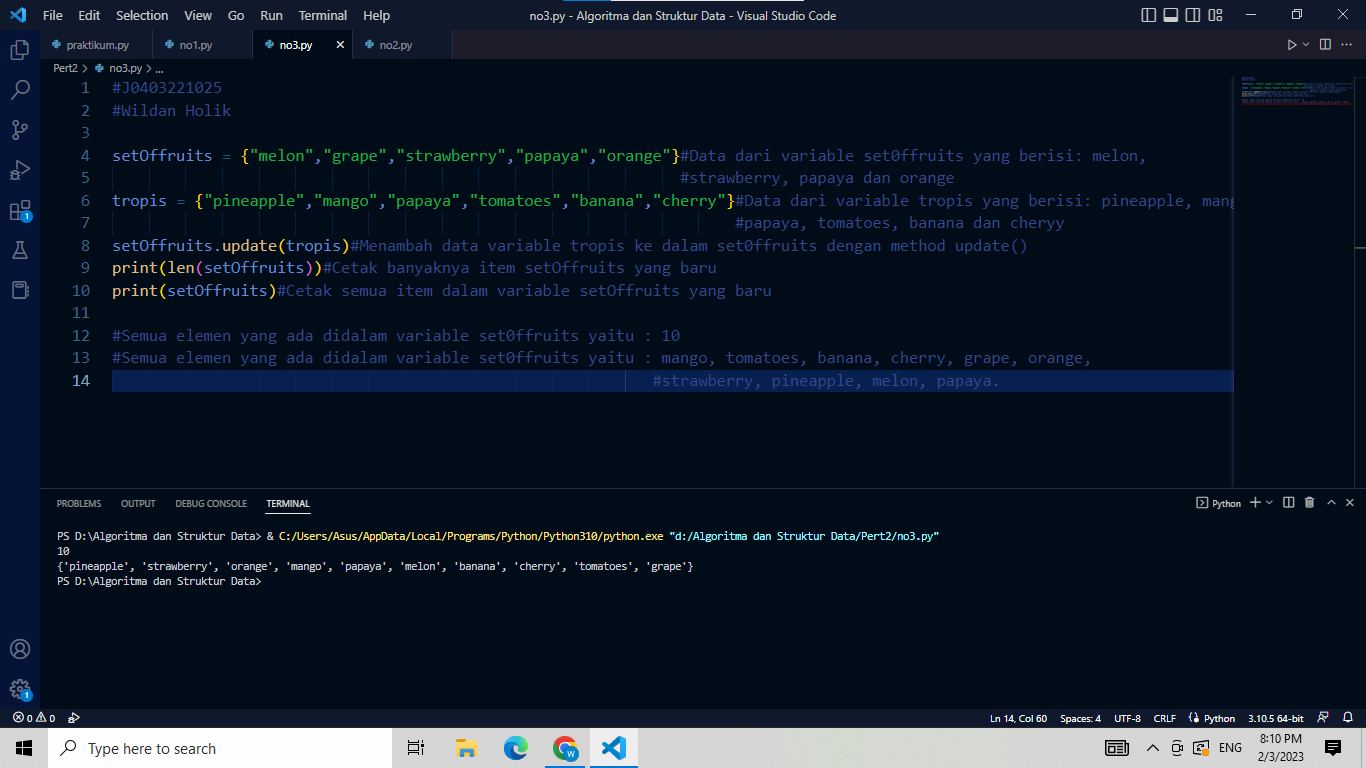 File Edit Selection View Go Run Terminal Help no3.py - Algoritma dan Struktur Data - Visual Studio Code
praktikum.py no1.py no3.py no2.py
Pert2 > no3.py > ...
1 #J0403221025
2 #Wildan Holik
3
4 setOffruits = {"melon","grape","strawberry","papaya","orange"}#Data dari variable set0ffruits yang berisi: melon,
5 #strawberry, papaya dan orange
6 tropis = {"pineapple","mango","papaya","tomatoes","banana","cherry"}#Data dari variable tropis yang berisi: pineapple, mang
7 #papaya, tomatoes, banana dan cheryy
8 setOffruits.update(tropis)#Menambah data variable tropis ke dalam set0ffruits dengan method update()
9 print(len(setOffruits))#Cetak banyaknya item setOffruits yang baru
10 print(setOffruits)#Cetak semua item dalam variable setOffruits yang baru
11
12 #Semua elemen yang ada didalam variable set0ffruits yaitu : 10
13 #Semua elemen yang ada didalam variable set0ffruits yaitu : mango, tomatoes, banana, cherry, grape, orange,
14 #strawberry, pineapple, melon, papaya.
PROBLEMS OUTPUT DEBUG CONSOLE TERMINAL Python
PS D:\Algoritma dan Struktur Data> & C:/Users/Asus/AppData/Local/Programs/Python/Python310/python.exe "d:/Algoritma dan Struktur Data/Pert2/no3.py"
10
{'pineapple', 'strawberry', 'orange', 'mango', 'papaya', 'melon', 'banana', 'cherry', 'tomatoes', 'grape'}
PS D:\Algoritma dan Struktur Data>
0 0 Ln 14, Col 60 Spaces: 4 UTF-8 CRLF Python 3.10.5 64-bit
Type here to search ENG 8:10 PM
2/3/2023